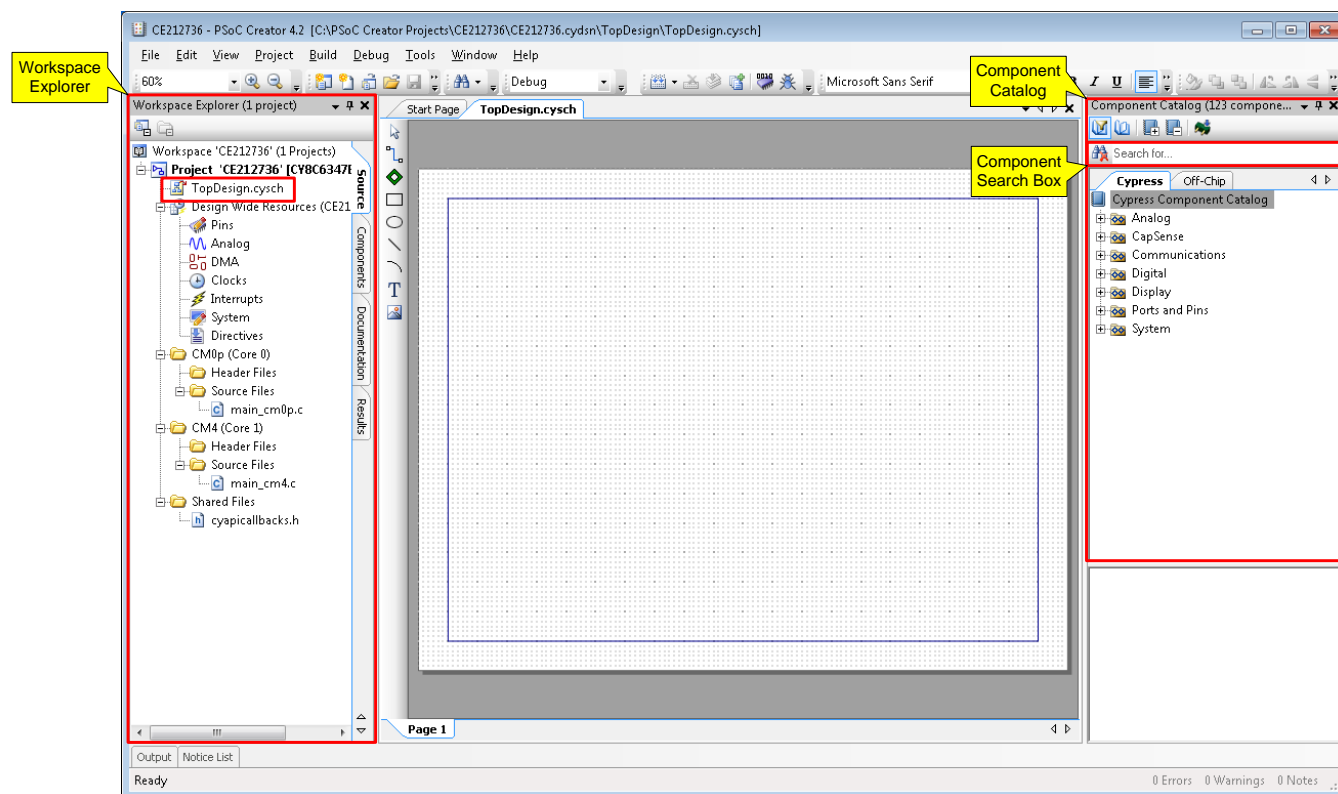 CE212736 - PSoC Creator 4.2 [C:\PSoC Creator Projects\CE212736\CE212736.cydsn\TopDesign\TopDesign.cysch]
File Edit View Project Build Debug Tools Window Help
60% Debug Microsoft Sans Serif I U
Workspace
Explorer
Component
Catalog
Component
Search Box
Workspace Explorer (1 project)
Workspace 'CE212736' (1 Projects)
Project 'CE212736' [CY8C6347B
TopDesign.cysch
Design Wide Resources (CE21
Pins
Analog
DMA
Clocks
Interrupts
System
Directives
CM0p (Core 0)
Header Files
Source Files
main_cm0p.c
CM4 (Core 1)
Header Files
Source Files
main_cm4.c
Shared Files
cyapicallbacks.h
Source
Components
Documentation
Results
Start Page TopDesign.cysch
T
Page 1
Component Catalog (123 compone...
Search for...
Cypress Off-Chip
Cypress Component Catalog
Analog
CapSense
Communications
Digital
Display
Ports and Pins
System
Output Notice List
Ready 0 Errors 0 Warnings 0 Notes